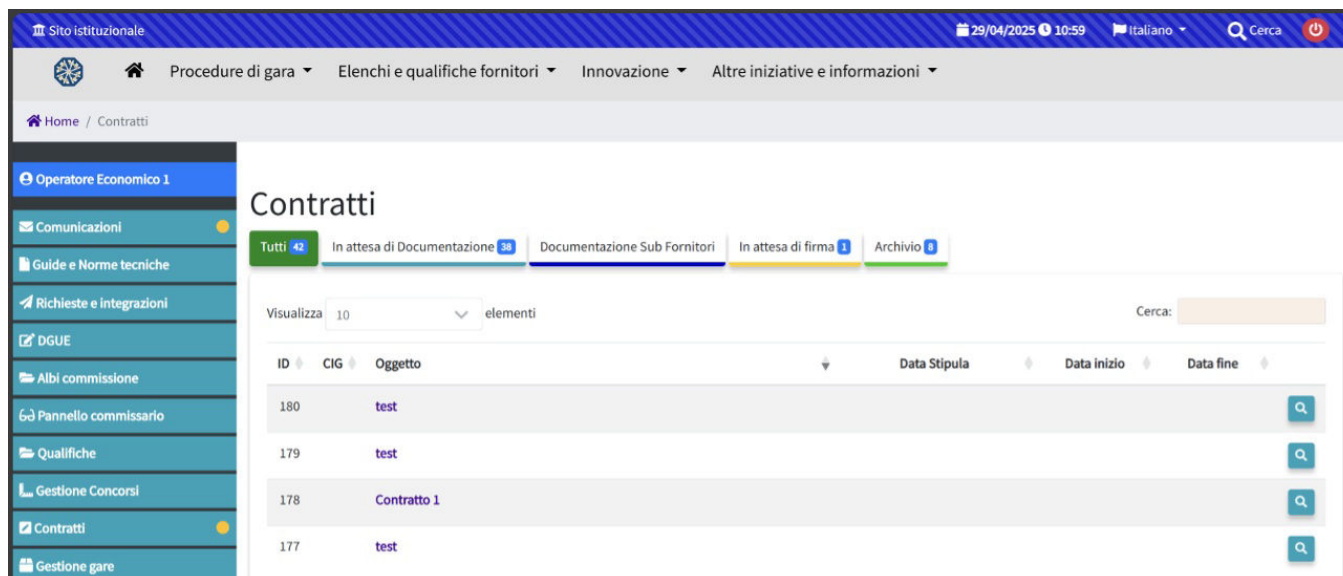 Sito istituzionale 29/04/2025 10:59 Italiano Cerca
Procedure di gara Elenchi e qualifiche fornitori Innovazione Altre iniziative e informazioni
Home / Contratti
Operatore Economico 1
Comunicazioni
Guide e Norme tecniche
Richieste e integrazioni
DGUE
Albi commissione
Pannello commissario
Qualifiche
Gestione Concorsi
Contratti
Gestione gare
Contratti
Tutti 42 In attesa di Documentazione 38 Documentazione Sub Fornitori In attesa di firma 1 Archivio 8
Visualizza 10 elementi Cerca:
ID CIG Oggetto Data Stipula Data inizio Data fine
180 test
179 test
178 Contratto 1
177 test